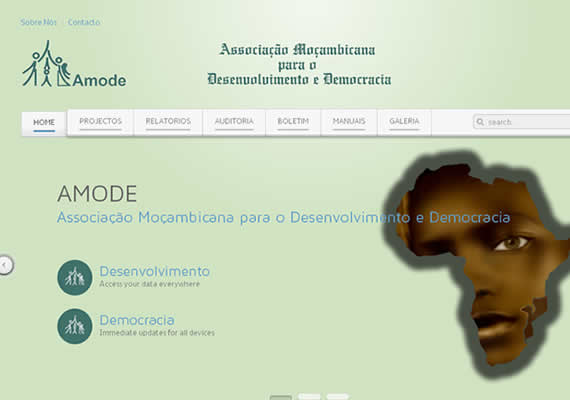 Sobre Nós | Contacto
Amode
Associação Moçambicana
para o
Desenvolvimento e Democracia
HOME PROJECTOS RELATORIOS AUDITORIA BOLETIM MANUAIS GALERIA search
AMODE
Associação Moçambicana para o Desenvolvimento e Democracia
Desenvolvimento
Access your data everywhere
Democracia
Immediate updates for all devices